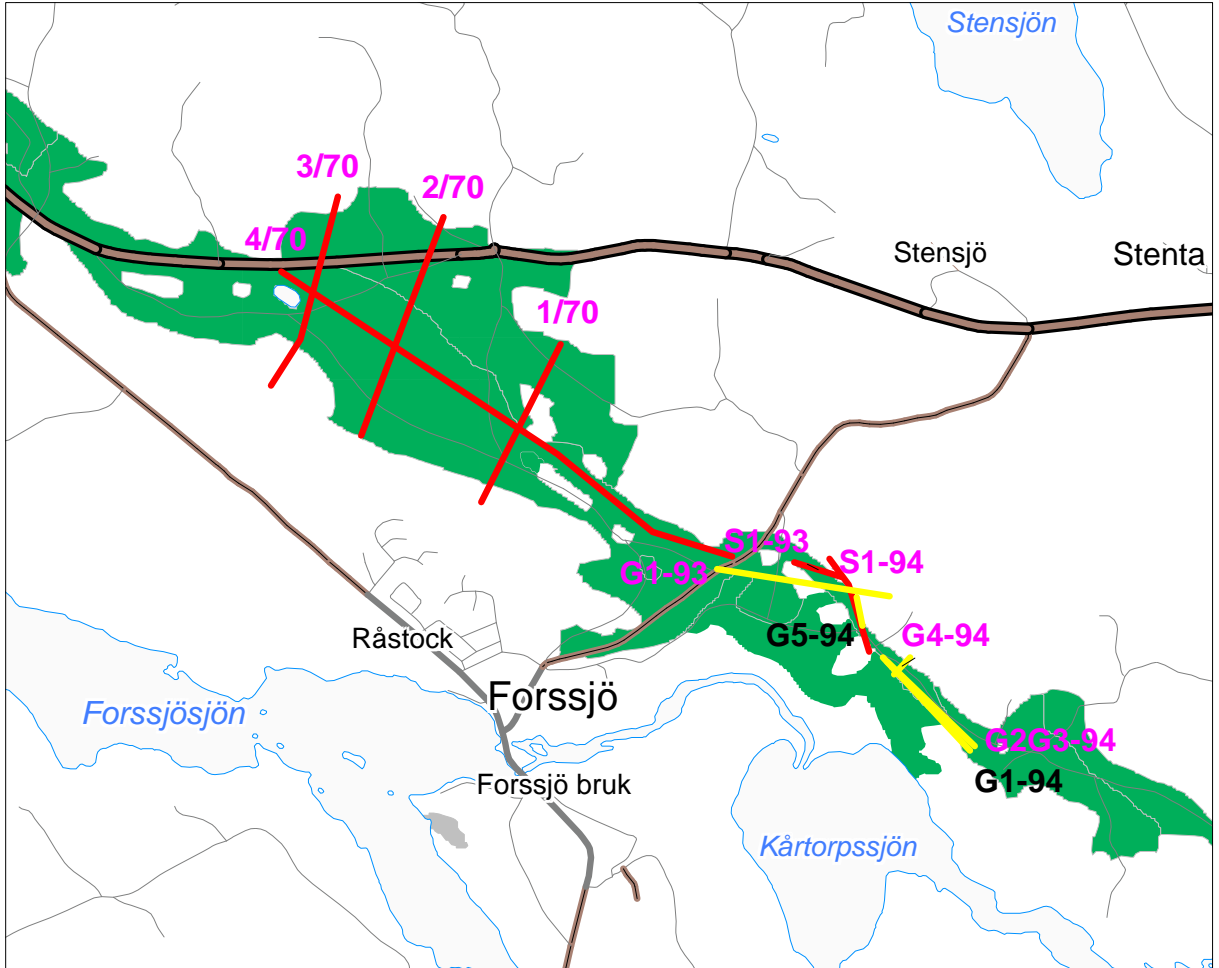 Stensjön
3/70
2/70
4/70
Stensjö
Stenta
1/70
S1-93
S1-94
G1-93
G5-94
G4-94
Råstock
Forssjö
Forssjösjön
G2G3-94
G1-94
Forssjö bruk
Kårtorpssjön